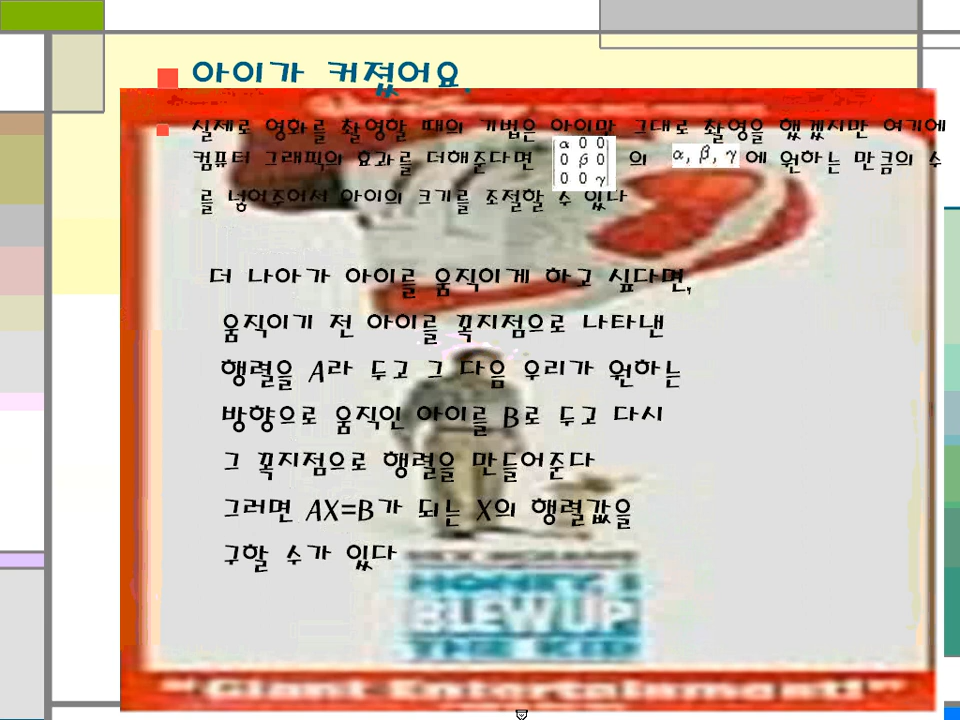 아이가 커졌어요.
실제로 영화를 촬영할 때의 기법은 아이만 그대로 촬영을 했겠지만 여기에
컴퓨터 그래픽의 효과를 더해준다면 α 0 0 의 α, β, γ 에 원하는 만큼의 수
0 β 0
0 0 γ
를 넣어주어서 아이의 크기를 조절할 수 있다
더 나아가 아이를 움직이게 하고 싶다면,
움직이기 전 아이를 꼭지점으로 나타낸
행렬을 A라 두고 그 다음 우리가 원하는
방향으로 움직인 아이를 B로 두고 다시
그 꼭지점으로 행렬을 만들어준다
그러면 AX=B가 되는 X의 행렬값을
구할 수가 있다
HONEY, I
BLEW UP
THE KID
"Giant Entertainment!"